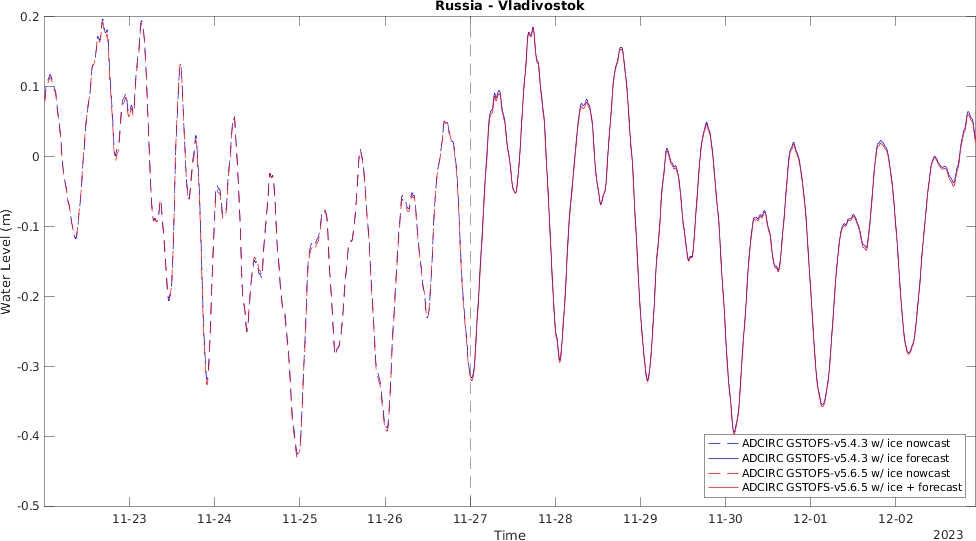 Russia - Vladivostok
0.2
0.1
0
-0.1
-0.2
-0.3
-0.4
-0.5
Water Level (m)
ADCIRC GSTOFS-v5.4.3 w/ ice nowcast
ADCIRC GSTOFS-v5.4.3 w/ ice forecast
ADCIRC GSTOFS-v5.6.5 w/ ice nowcast
ADCIRC GSTOFS-v5.6.5 w/ ice + forecast
11-23 11-24 11-25 11-26 11-27 11-28 11-29 11-30 12-01 12-02
Time
2023